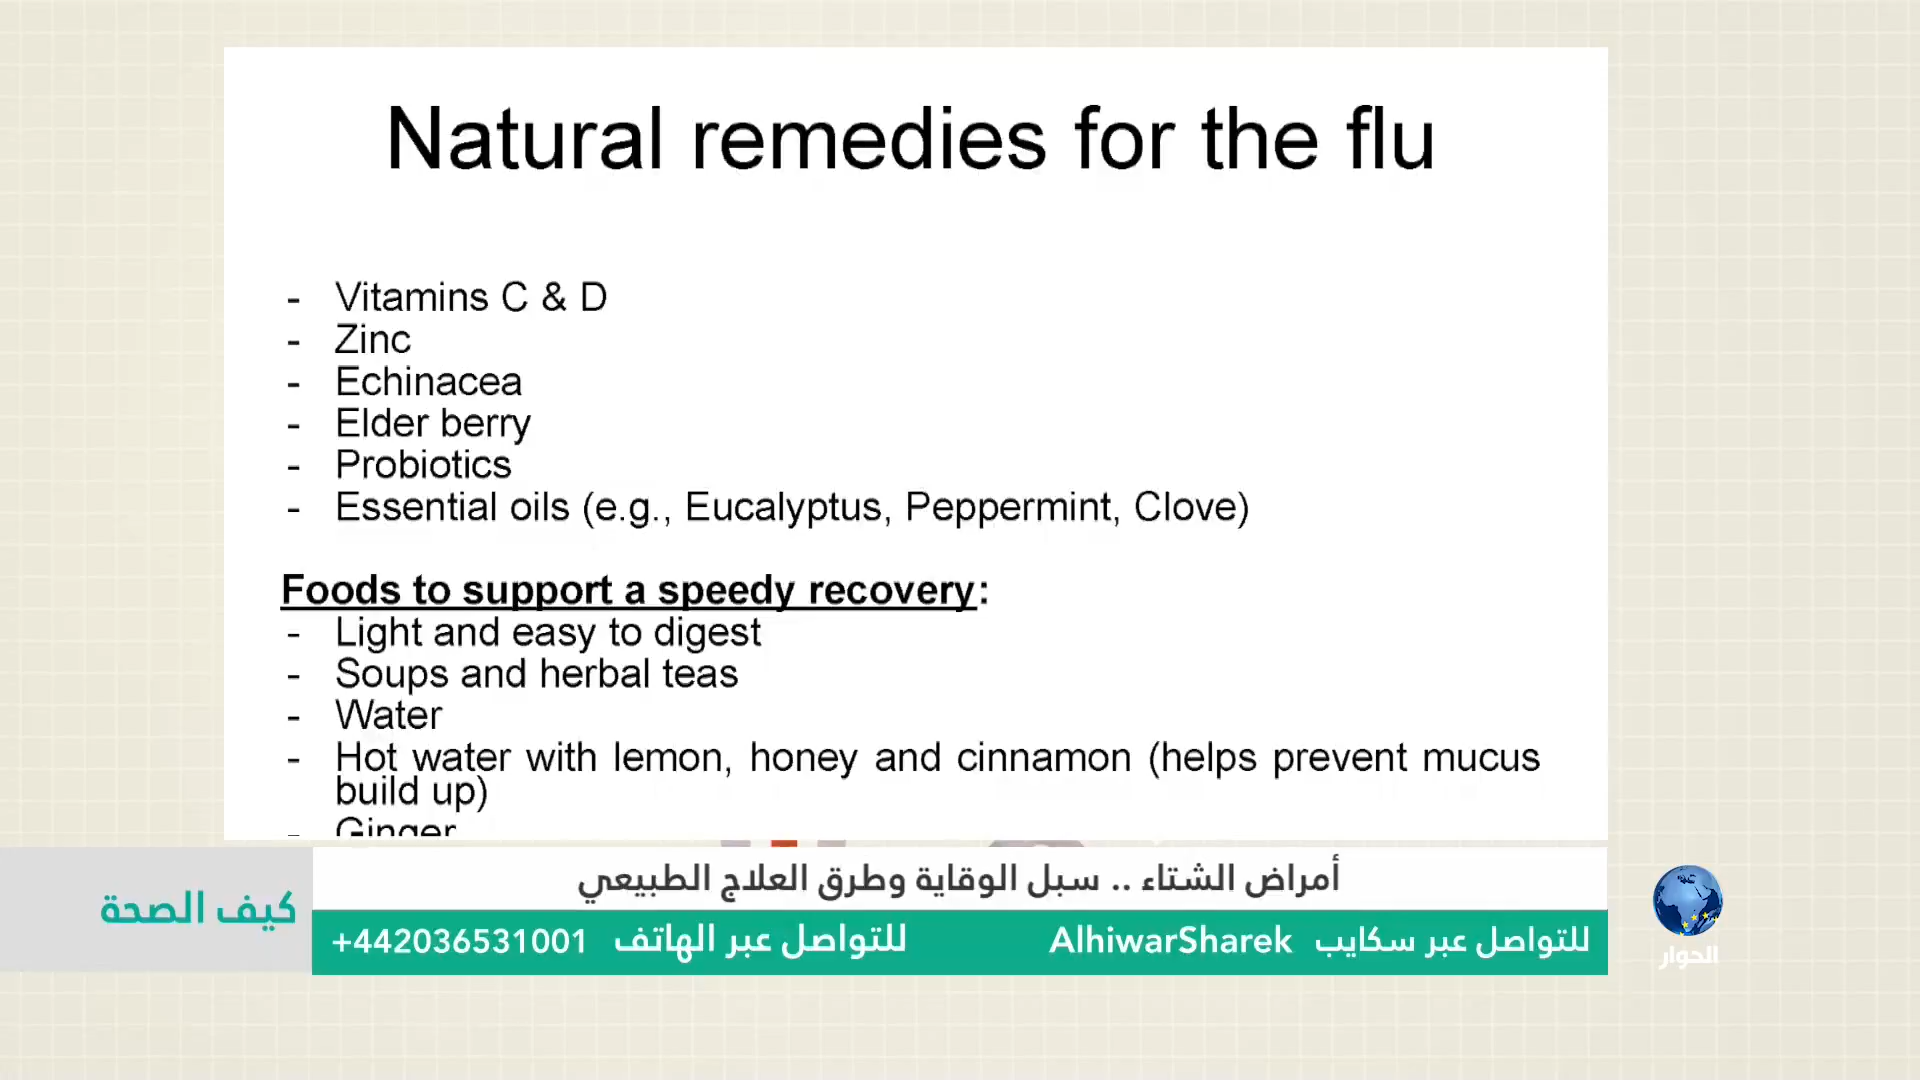 Natural remedies for the flu
- Vitamins C & D
- Zinc
- Echinacea
- Elder berry
- Probiotics
- Essential oils (e.g., Eucalyptus, Peppermint, Clove)
Foods to support a speedy recovery:
- Light and easy to digest
- Soups and herbal teas
- Water
- Hot water with lemon, honey and cinnamon (helps prevent mucus
build up)
- Ginger
أمراض الشتاء .. سبل الوقاية وطرق العلاج الطبيعي
كيف الصحة
للتواصل عبر سكايب AlhiwarSharek للتواصل عبر الهاتف +442036531001
الحوار